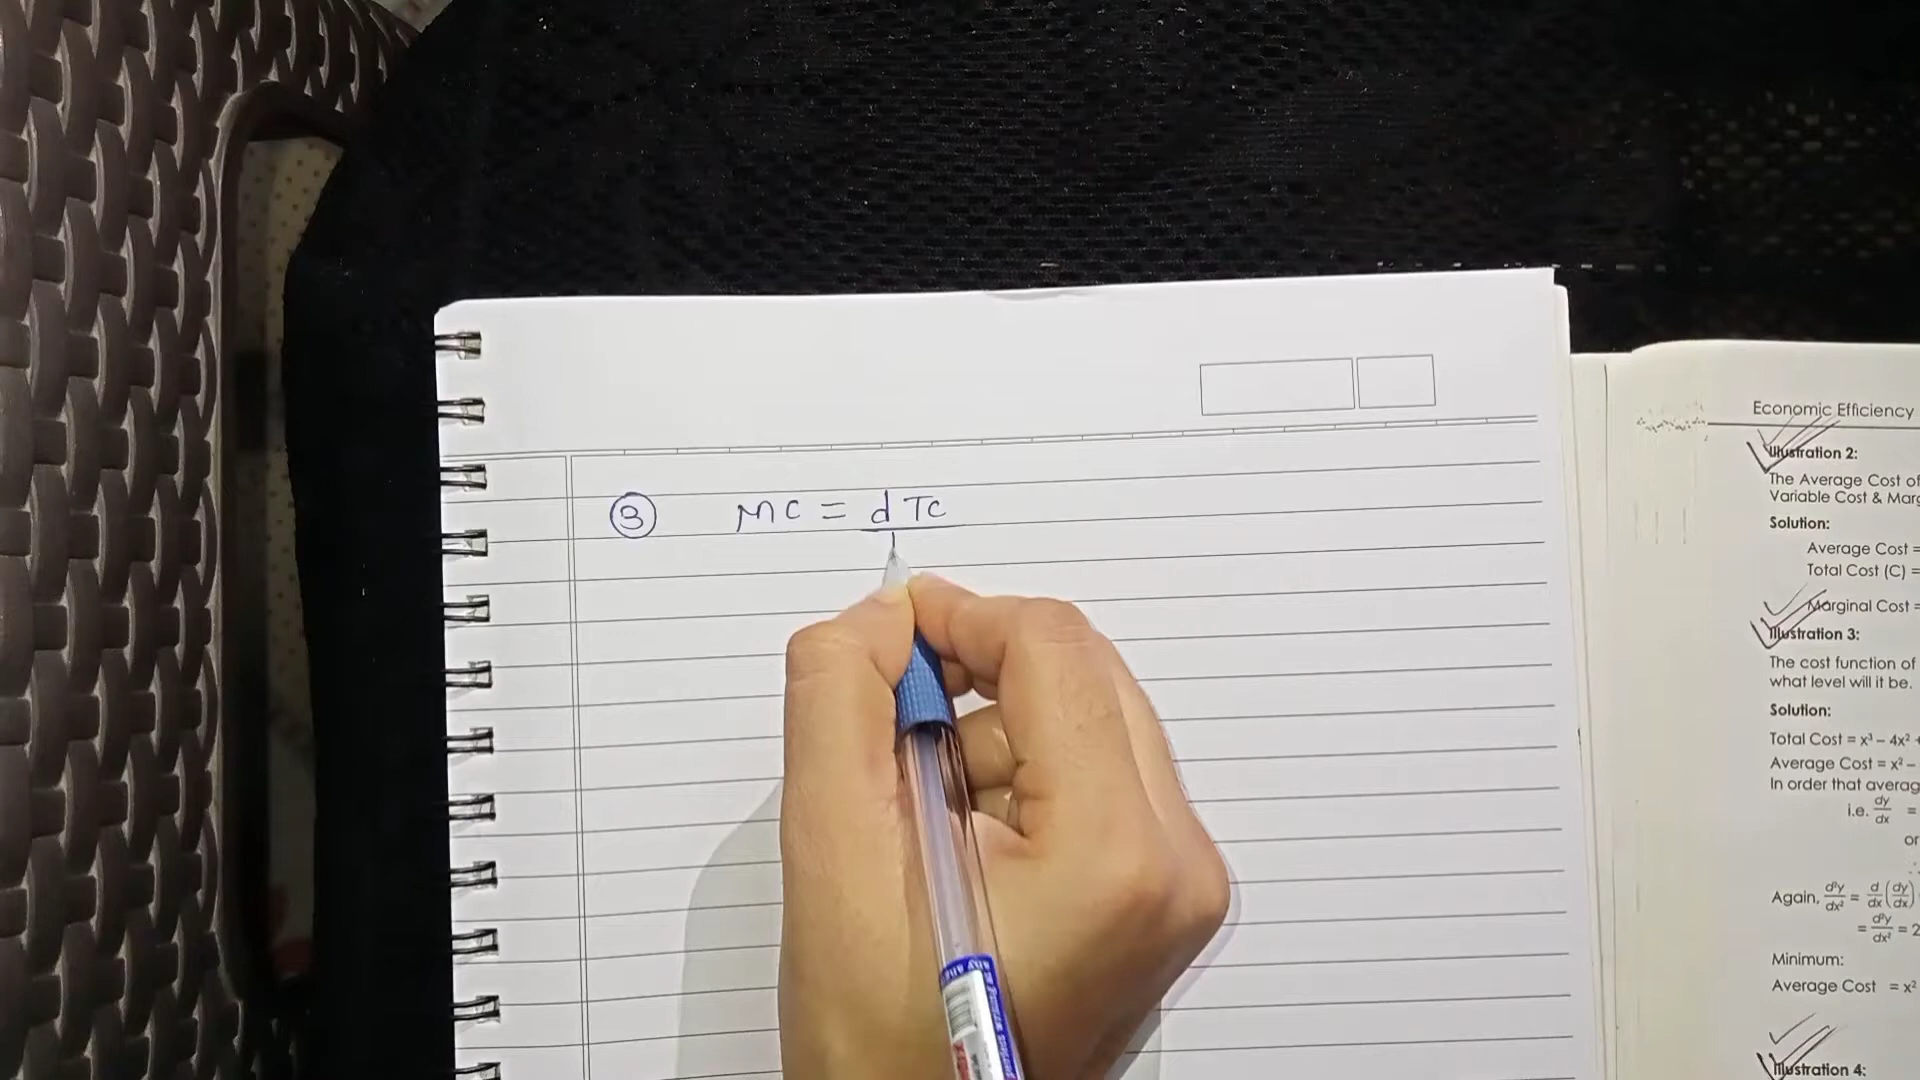 ③ MC = d TC
Economic Efficiency
Illustration 2:
The Average Cost of
Variable Cost & Marg
Solution:
Average Cost =
Total Cost (C) =
Marginal Cost =
Illustration 3:
The cost function of
what level will it be.
Solution:
Total Cost = x³ – 4x² +
Average Cost = x² –
In order that averag
i.e. dy/dx =
or
Again, d²y/dx² = d/dx (dy/dx)
= d²y/dx² = 2
Minimum:
Average Cost = x²
Illustration 4: